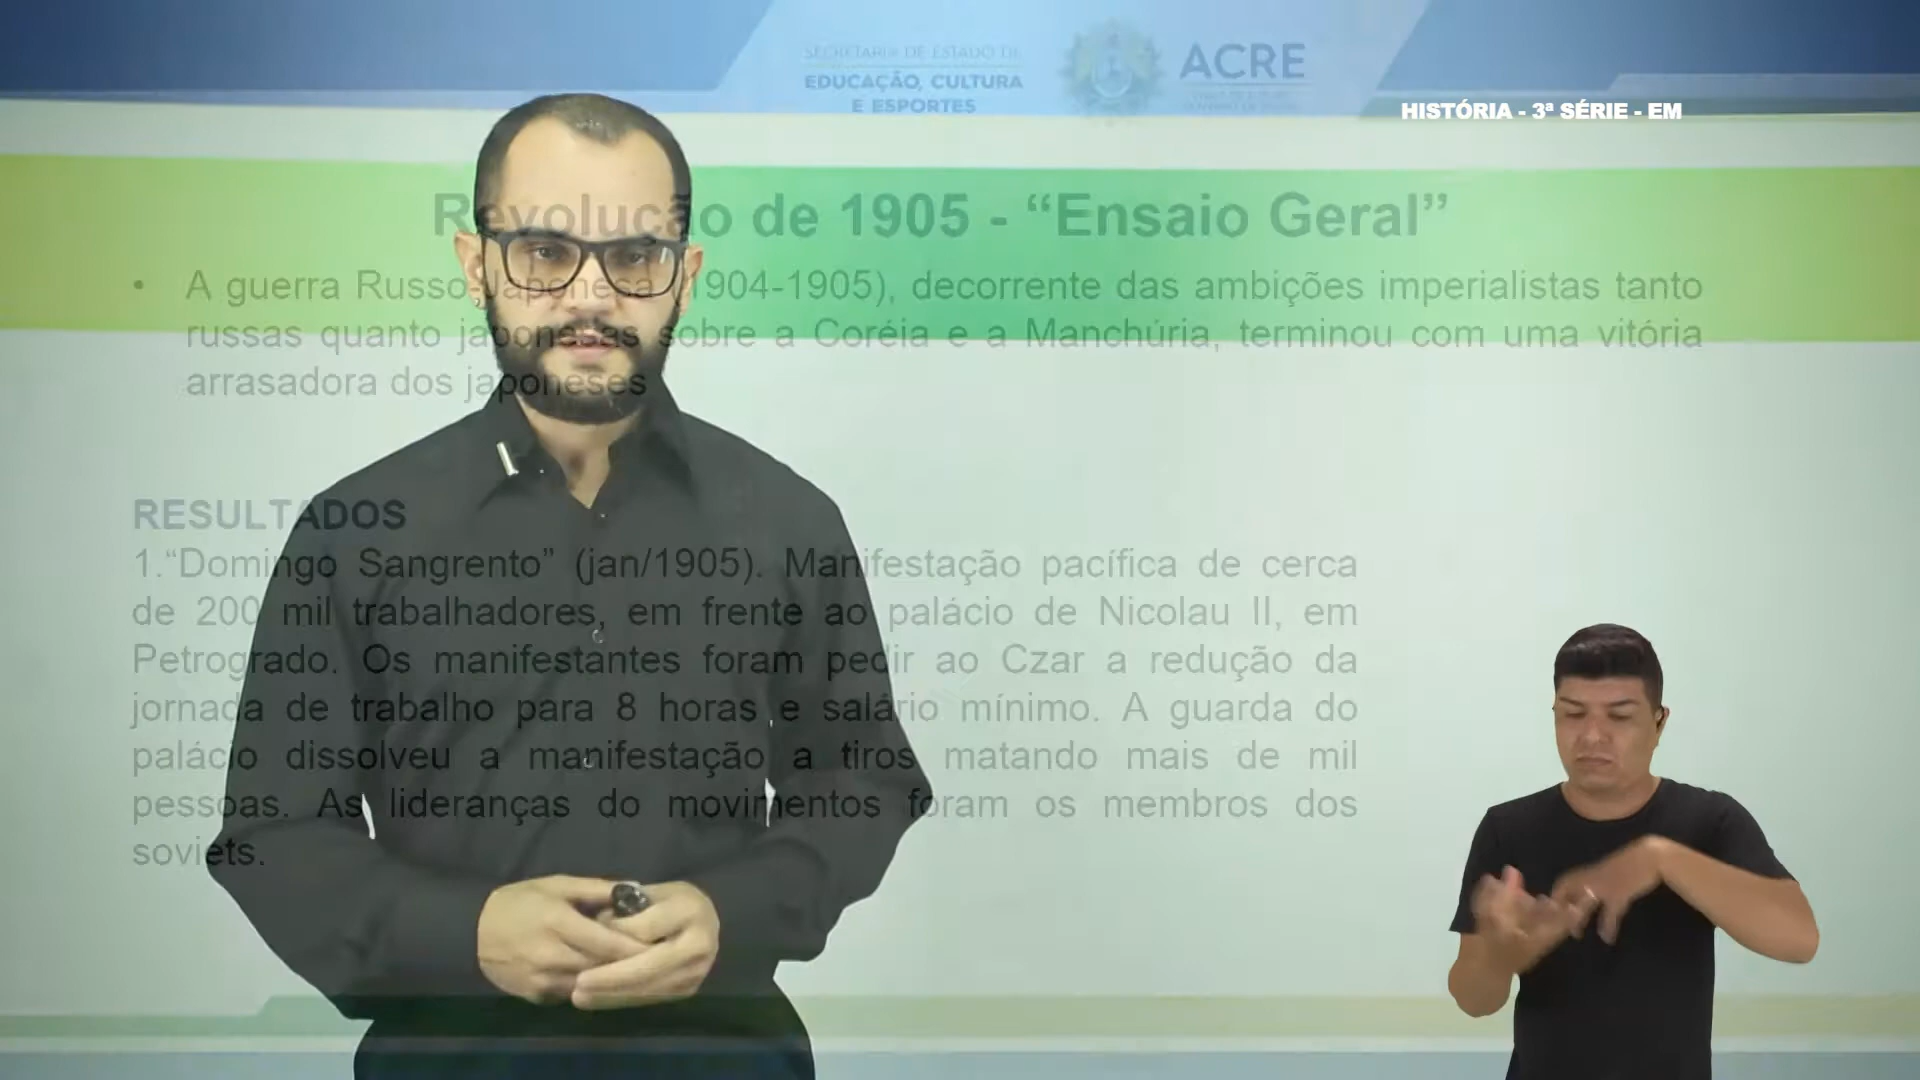 SECRETARIA DE ESTADO DE
EDUCAÇÃO, CULTURA
E ESPORTES
ACRE
HISTÓRIA - 3ª SÉRIE - EM
Revolução de 1905 - “Ensaio Geral”
• A guerra Russo-Japonesa (1904-1905), decorrente das ambições imperialistas tanto
russas quanto japonesas sobre a Coréia e a Manchúria, terminou com uma vitória
arrasadora dos japoneses
RESULTADOS
1.“Domingo Sangrento” (jan/1905). Manifestação pacífica de cerca
de 200 mil trabalhadores, em frente ao palácio de Nicolau II, em
Petrogrado. Os manifestantes foram pedir ao Czar a redução da
jornada de trabalho para 8 horas e salário mínimo. A guarda do
palácio dissolveu a manifestação a tiros matando mais de mil
pessoas. As lideranças do movimentos foram os membros dos
soviets.